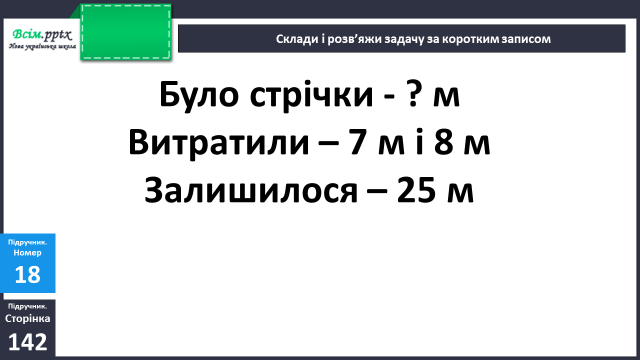 Всім.pptx
Нова українська школа
Склади і розв’яжи задачу за коротким записом
Було стрічки - ? м
Витратили – 7 м і 8 м
Залишилося – 25 м
Підручник.
Номер
18
Підручник.
Сторінка
142